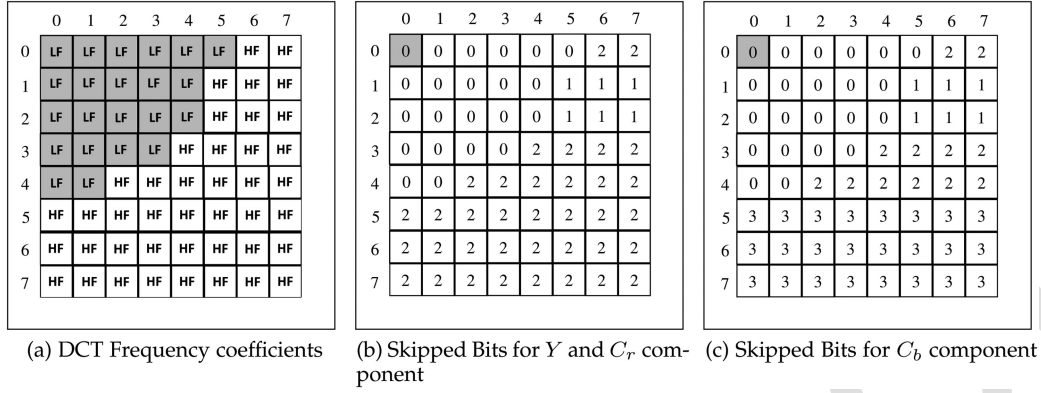 0 1 2 3 4 5 6 7
0 LF LF LF LF LF LF HF HF
1 LF LF LF LF LF HF HF HF
2 LF LF LF LF LF HF HF HF
3 LF LF LF LF HF HF HF HF
4 LF LF HF HF HF HF HF HF
5 HF HF HF HF HF HF HF HF
6 HF HF HF HF HF HF HF HF
7 HF HF HF HF HF HF HF HF
(a) DCT Frequency coefficients
0 1 2 3 4 5 6 7
0 0 0 0 0 0 0 2 2
1 0 0 0 0 0 1 1 1
2 0 0 0 0 0 1 1 1
3 0 0 0 0 2 2 2 2
4 0 0 2 2 2 2 2 2
5 2 2 2 2 2 2 2 2
6 2 2 2 2 2 2 2 2
7 2 2 2 2 2 2 2 2
(b) Skipped Bits for Y and Cr com-
ponent
0 1 2 3 4 5 6 7
0 0 0 0 0 0 0 2 2
1 0 0 0 0 0 1 1 1
2 0 0 0 0 0 1 1 1
3 0 0 0 0 2 2 2 2
4 0 0 2 2 2 2 2 2
5 3 3 3 3 3 3 3 3
6 3 3 3 3 3 3 3 3
7 3 3 3 3 3 3 3 3
(c) Skipped Bits for Cb component